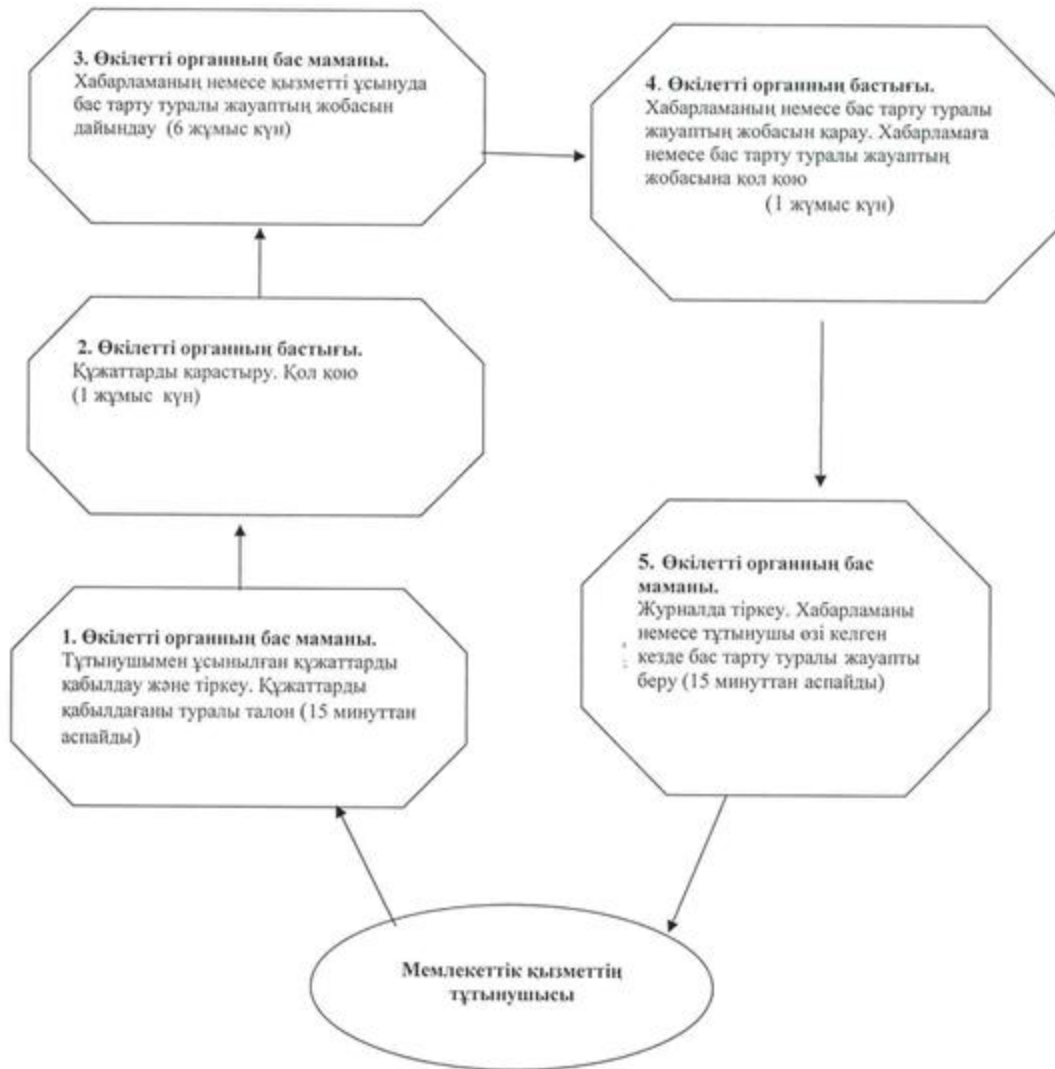 3. Өкілетті органның бас маманы.
Хабарламаның немесе қызметті ұсынуда
бас тарту туралы жауаптың жобасын
дайындау (6 жұмыс күн)
4. Өкілетті органның бастығы.
Хабарламаның немесе бас тарту туралы
жауаптың жобасын қарау. Хабарламаға
немесе бас тарту туралы жауаптың
жобасына қол қою
(1 жұмыс күн)
2. Өкілетті органның бастығы.
Құжаттарды қарастыру. Қол қою
(1 жұмыс күн)
5. Өкілетті органның бас
маманы.
Журналда тіркеу. Хабарламаны
немесе тұтынушы өзі келген
кезде бас тарту туралы жауапты
беру (15 минуттан аспайды)
1. Өкілетті органның бас маманы.
Тұтынушымен ұсынылған құжаттарды
қабылдау және тіркеу. Құжаттарды
қабылдағаны туралы талон (15 минуттан
аспайды)
Мемлекеттік қызметтің
тұтынушысы